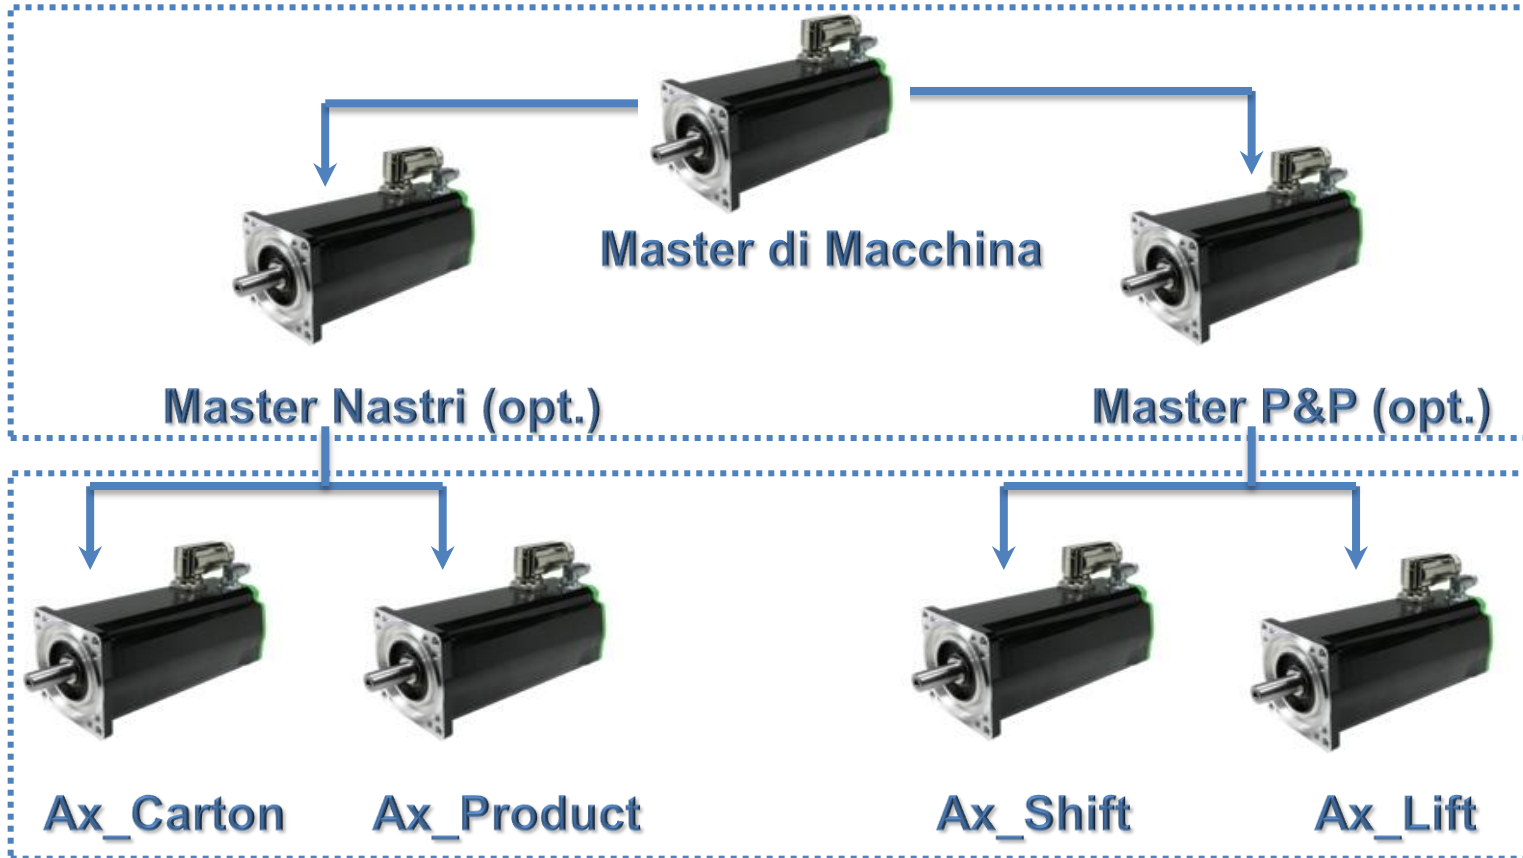 Master di Macchina
Master Nastri (opt.)
Master P&P (opt.)
Ax_Carton
Ax_Product
Ax_Shift
Ax_Lift